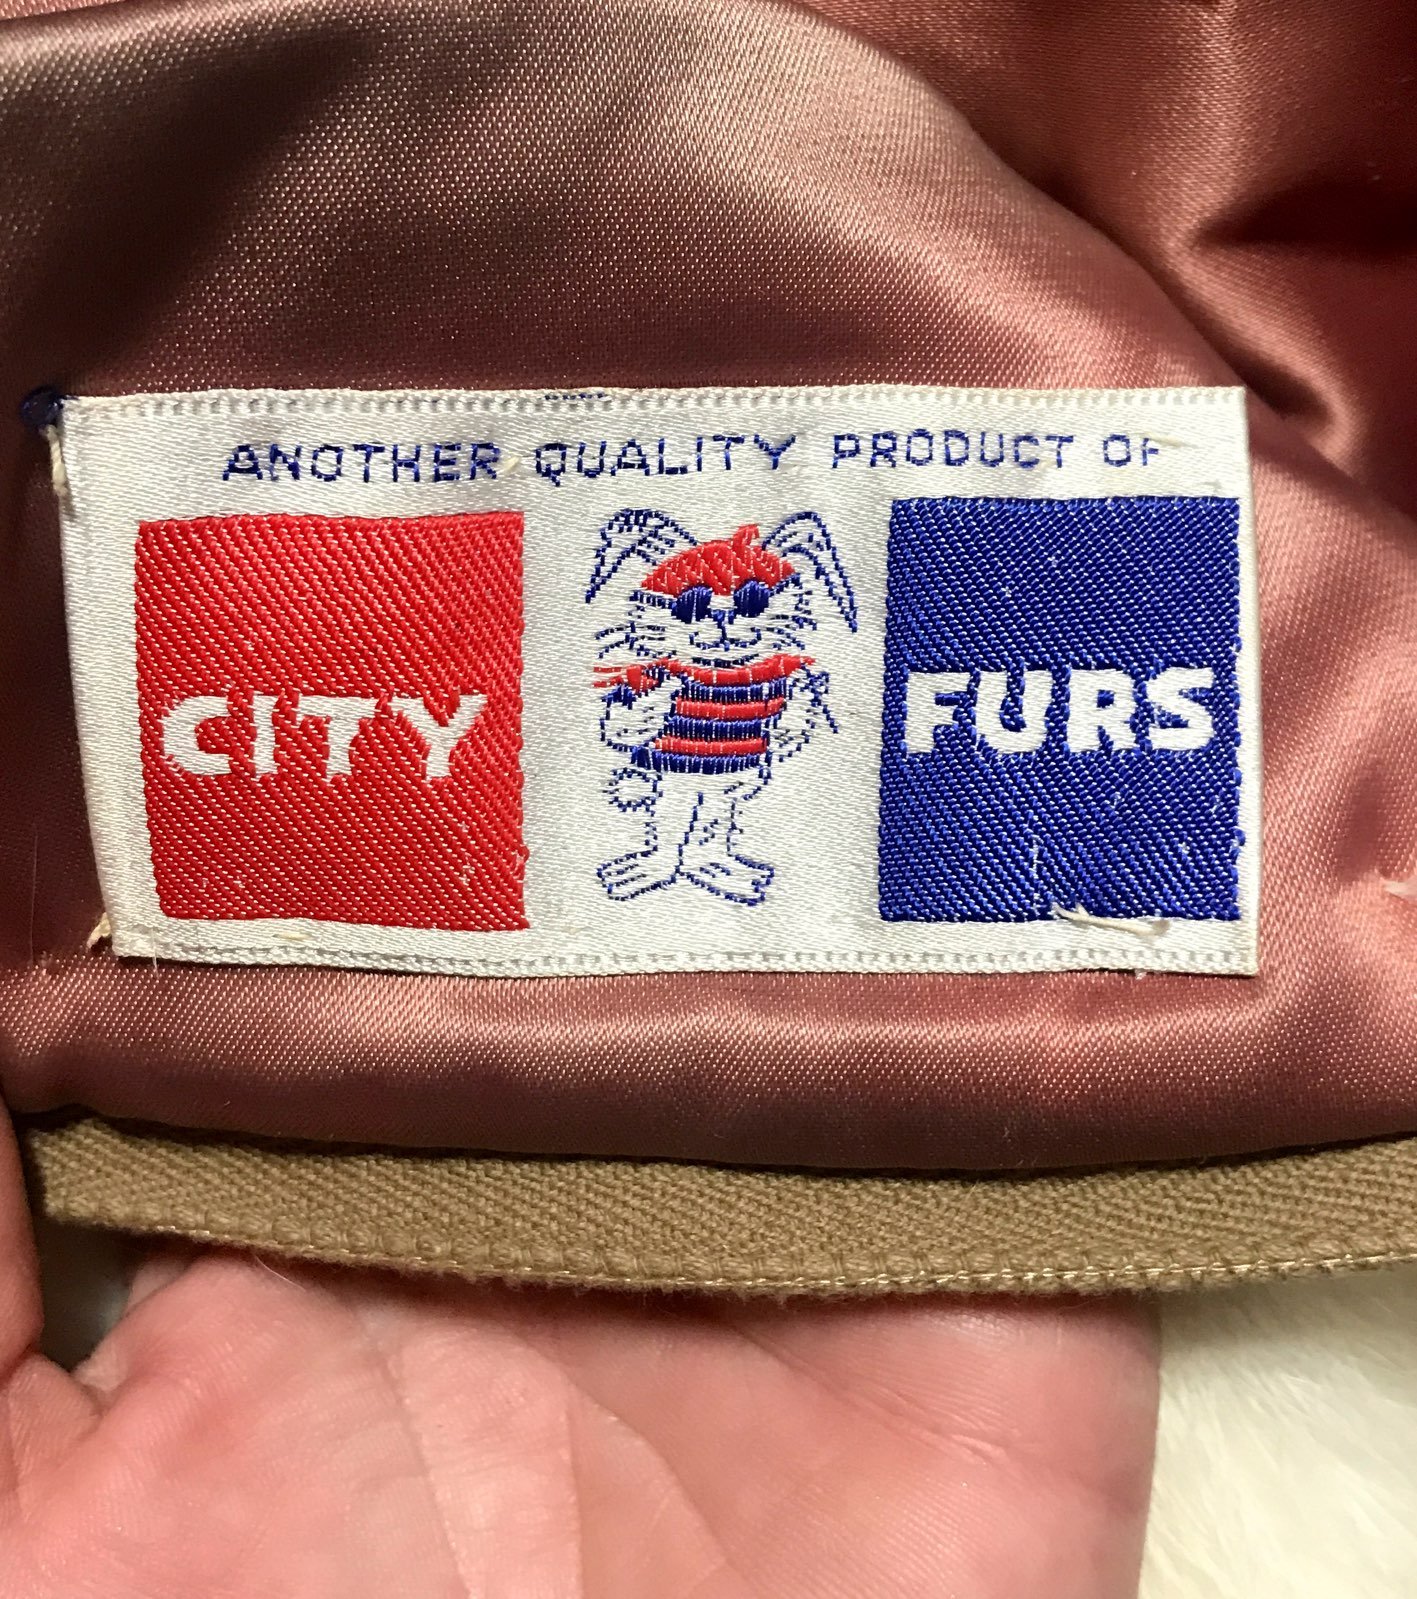 ANOTHER QUALITY PRODUCT OF
CITY FURS